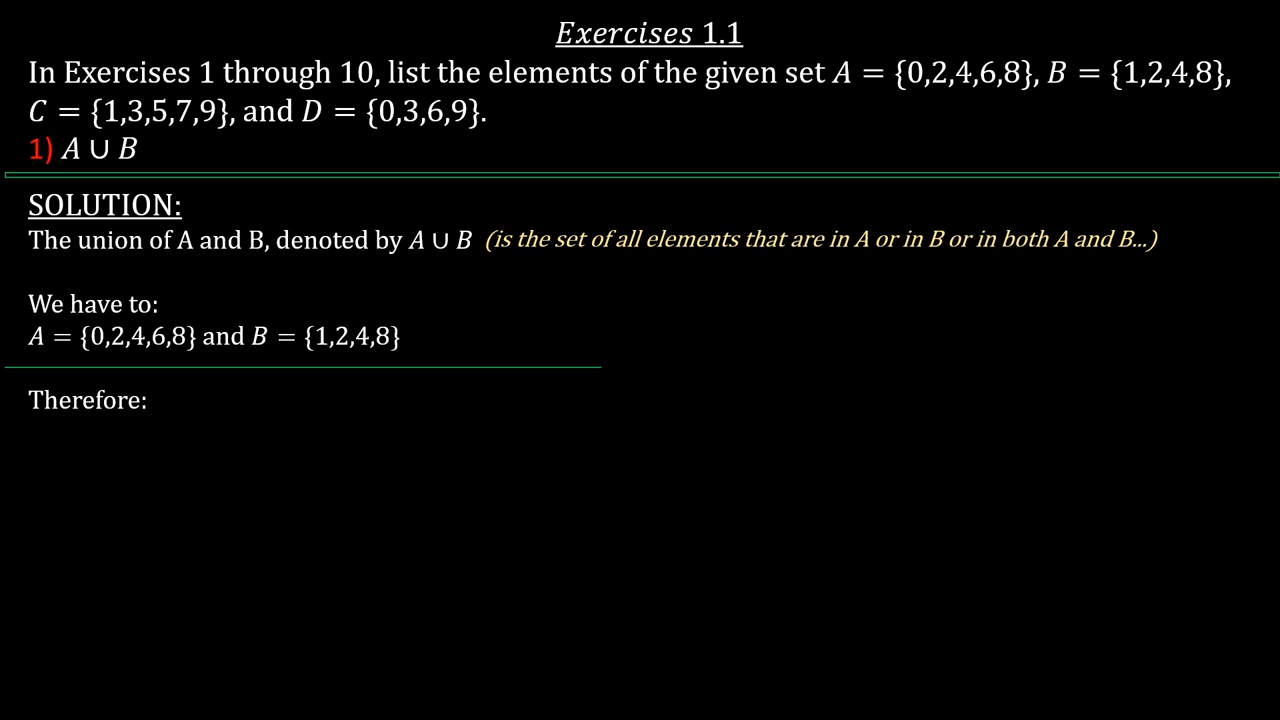 Exercises 1.1
In Exercises 1 through 10, list the elements of the given set A = {0,2,4,6,8}, B = {1,2,4,8},
C = {1,3,5,7,9}, and D = {0,3,6,9}.
1) A ∪ B
SOLUTION:
The union of A and B, denoted by A ∪ B (is the set of all elements that are in A or in B or in both A and B...)
We have to:
A = {0,2,4,6,8} and B = {1,2,4,8}
Therefore: